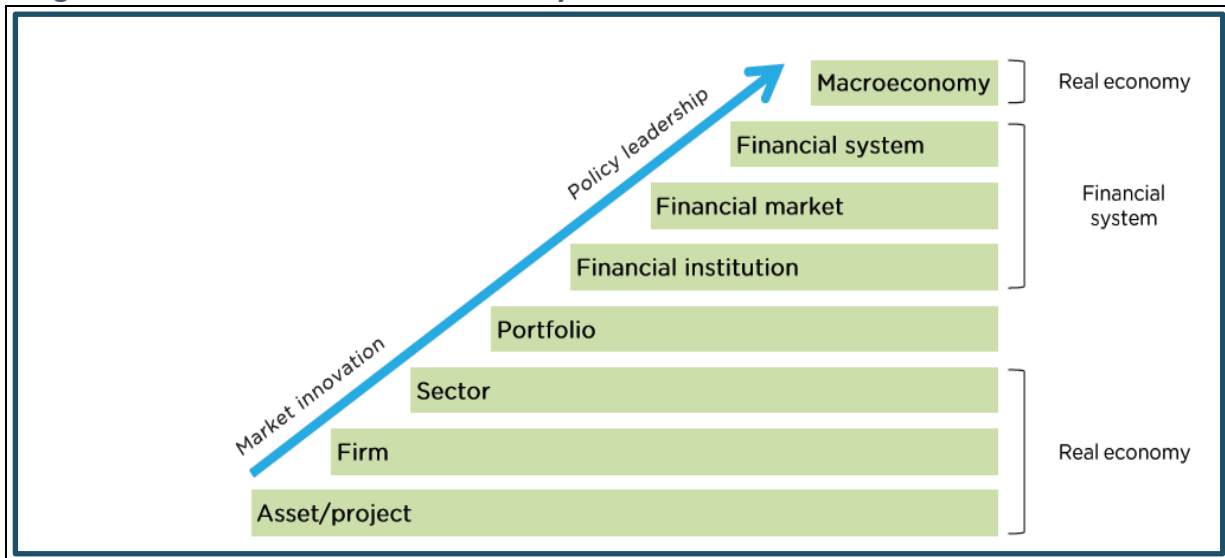 Macroeconomy
Real economy
Policy leadership
Financial system
Financial market
Financial
system
Financial institution
Portfolio
Market innovation
Sector
Firm
Real economy
Asset/project